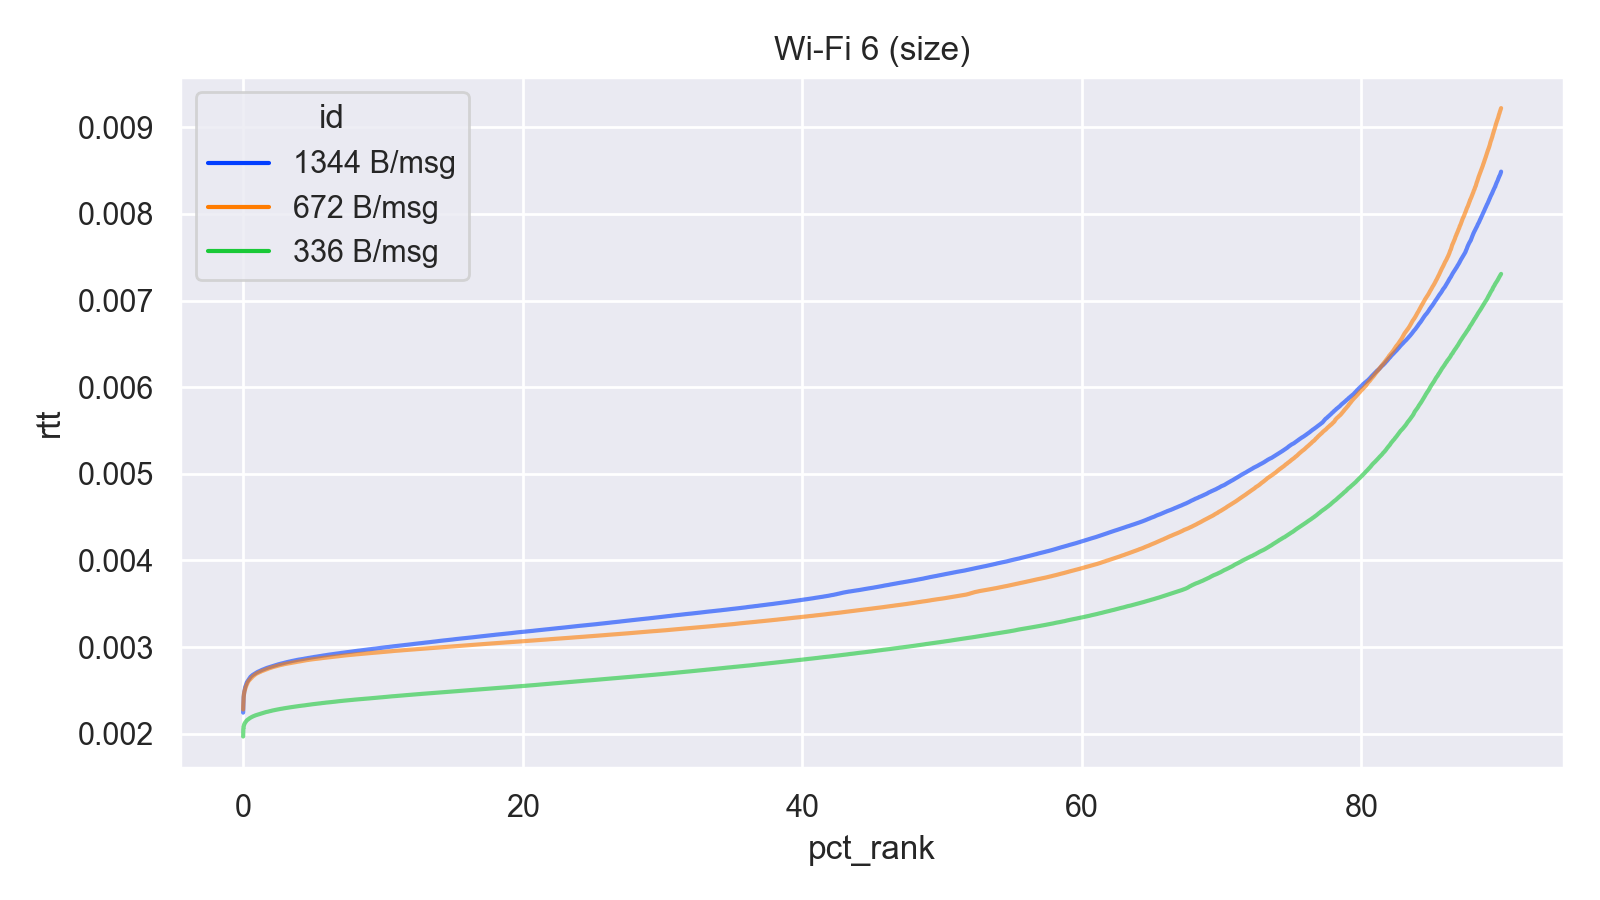 Wi-Fi 6 (size)
id
1344 B/msg
672 B/msg
336 B/msg
0.009
0.008
0.007
0.006
0.005
0.004
0.003
0.002
rtt
0 20 40 60 80
pct_rank